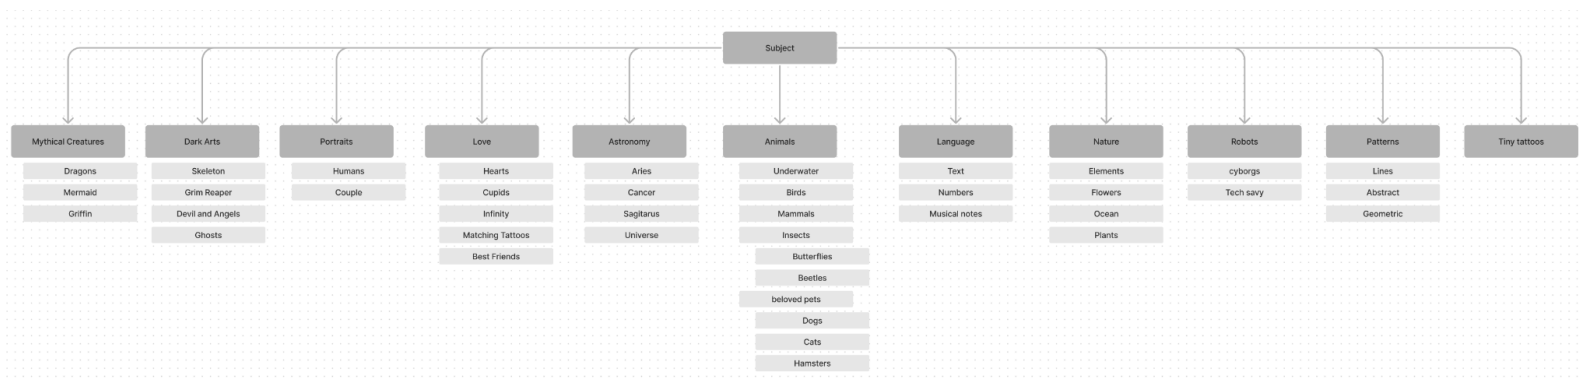 Subject
Mythical Creatures
Dragons
Mermaid
Griffin
Dark Arts
Skeleton
Grim Reaper
Devil and Angels
Ghosts
Portraits
Humans
Couple
Love
Hearts
Cupids
Infinity
Matching Tattoos
Best Friends
Astronomy
Aries
Cancer
Sagitarus
Universe
Animals
Underwater
Birds
Mammals
Insects
Butterflies
Beetles
beloved pets
Dogs
Cats
Hamsters
Language
Text
Numbers
Musical notes
Nature
Elements
Flowers
Ocean
Plants
Robots
cyborgs
Tech savy
Patterns
Lines
Abstract
Geometric
Tiny tattoos